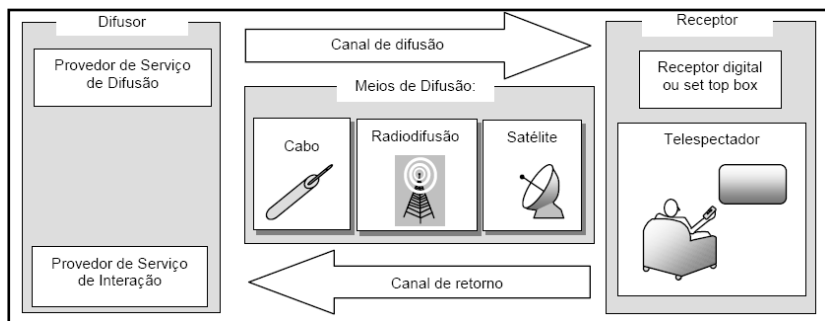 Difusor
Provedor de Serviço
de Difusão
Provedor de Serviço
de Interação
Canal de difusão
Meios de Difusão:
Cabo
Radiodifusão
Satélite
Canal de retorno
Receptor
Receptor digital
ou set top box
Telespectador